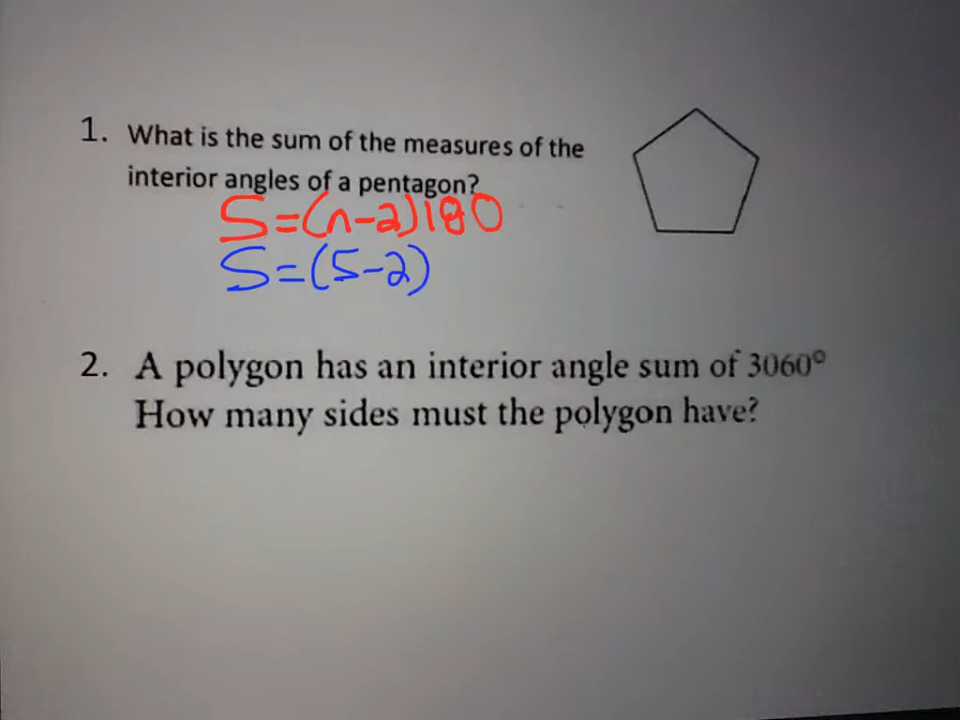 1. What is the sum of the measures of the
interior angles of a pentagon?
S=(n-2)180
S=(5-2)
2. A polygon has an interior angle sum of 3060°
How many sides must the polygon have?